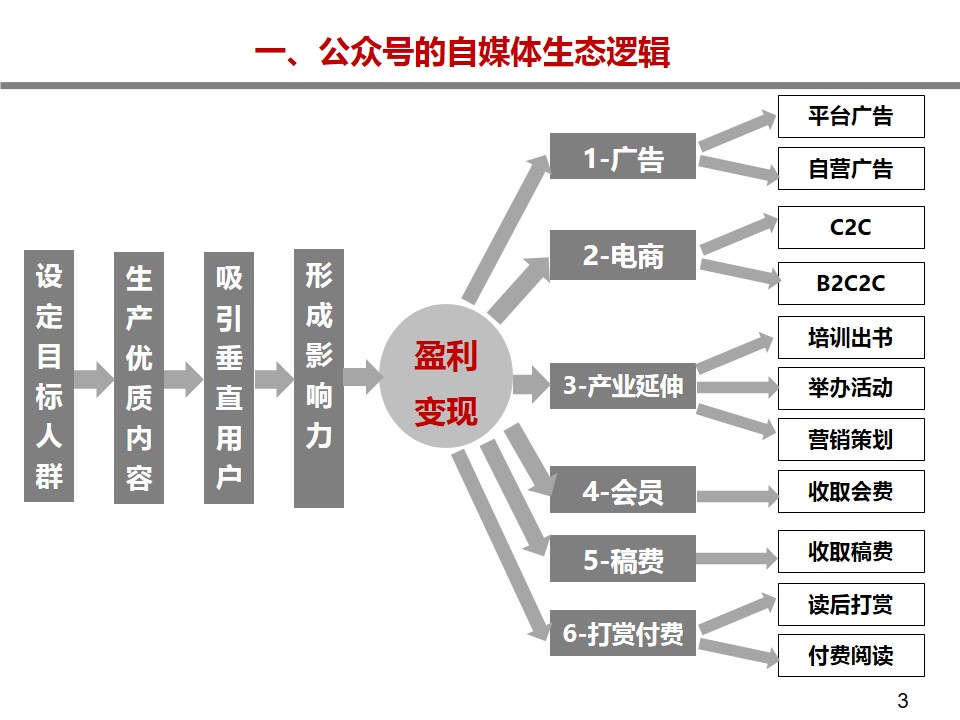 一、公众号的自媒体生态逻辑
设定目标人群
生产优质内容
吸引垂直用户
形成影响力
盈利
变现
1-广告
平台广告
自营广告
2-电商
C2C
B2C2C
3-产业延伸
培训出书
举办活动
营销策划
4-会员
收取会费
5-稿费
收取稿费
6-打赏付费
读后打赏
付费阅读
3